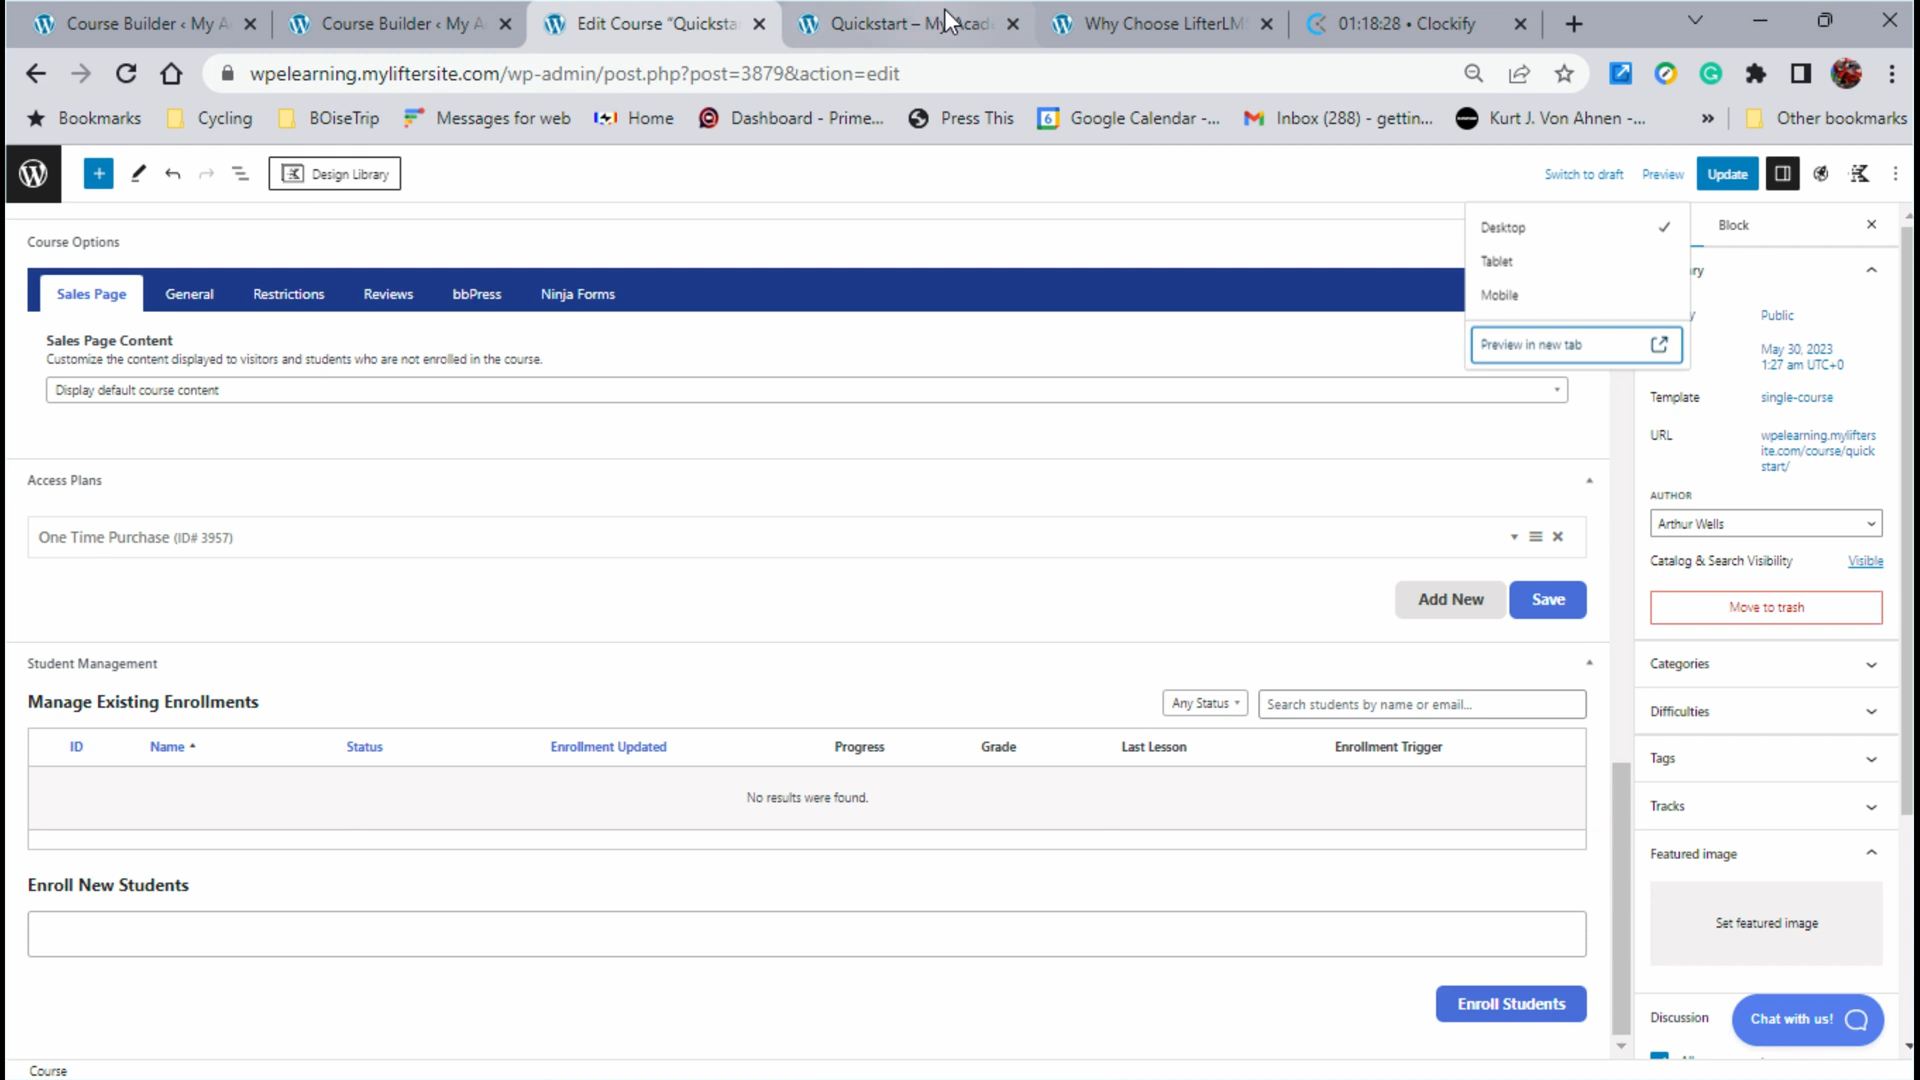 Course Builder ‹ My A
Course Builder ‹ My A
Edit Course "Quicksta
Quickstart – My Acade
Why Choose LifterLMS
01:18:28 • Clockify
wpelearning.myliftersite.com/wp-admin/post.php?post=3879&action=edit
Bookmarks
Cycling
BOiseTrip
Messages for web
Home
Dashboard - Prime...
Press This
6
Google Calendar -...
Inbox (288) - gettin...
Kurt J. Von Ahnen -...
»
Other bookmarks
Design Library
Switch to draft
Preview
Update
Course Options
Desktop
Tablet
Mobile
Preview in new tab
Block
ry
y
Public
May 30, 2023
1:27 am UTC+0
Template
single-course
URL
wpelearning.mylifters
ite.com/course/quick
start/
AUTHOR
Arthur Wells
Catalog & Search Visibility
Visible
Move to trash
Categories
Difficulties
Tags
Tracks
Featured image
Set featured image
Discussion
Chat with us!
Sales Page
General
Restrictions
Reviews
bbPress
Ninja Forms
Sales Page Content
Customize the content displayed to visitors and students who are not enrolled in the course.
Display default course content
Access Plans
One Time Purchase (ID# 3957)
Add New
Save
Student Management
Manage Existing Enrollments
Any Status
Search students by name or email...
ID
Name
Status
Enrollment Updated
Progress
Grade
Last Lesson
Enrollment Trigger
No results were found.
Enroll New Students
Enroll Students
Course